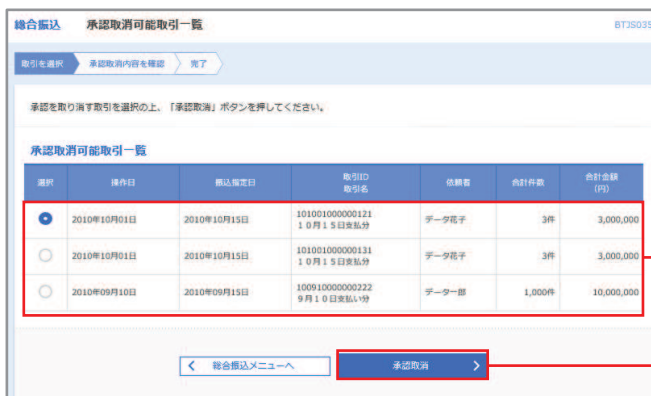 総合振込 承認取消可能取引一覧 BTJS035
取引を選択 承認取消内容を確認 完了
承認を取り消す取引を選択の上、「承認取消」ボタンを押してください。
承認取消可能取引一覧
選択 操作日 振込指定日 取引ID 依頼者 合計件数 合計金額
取引名 (円)
2010年10月01日 2010年10月15日 101001000000121 データ花子 3件 3,000,000
10月15日支払分
2010年10月01日 2010年10月15日 101001000000131 データ花子 3件 3,000,000
10月15日支払分
2010年09月10日 2010年09月15日 100910000000222 データ一郎 1,000件 10,000,000
9月10日支払い分
総合振込メニューへ 承認取消